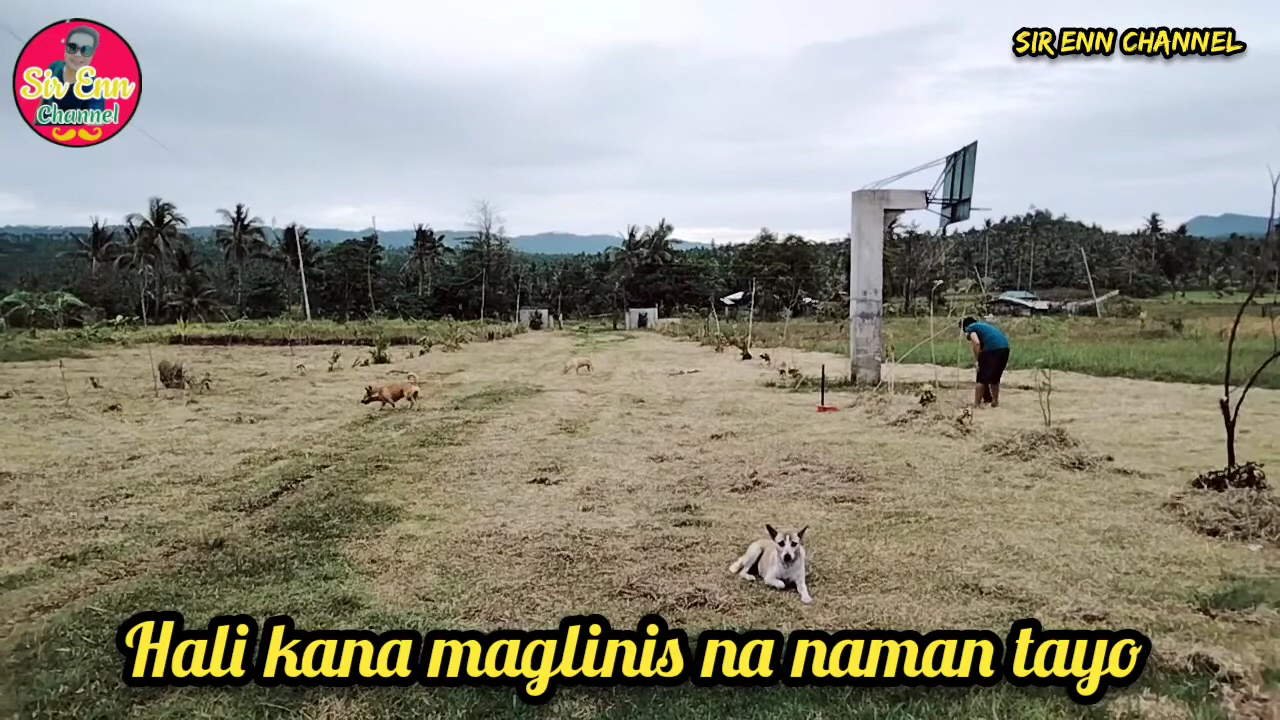 Sir Enn
Channel
SIR ENN CHANNEL
Hali kana maglinis na naman tayo